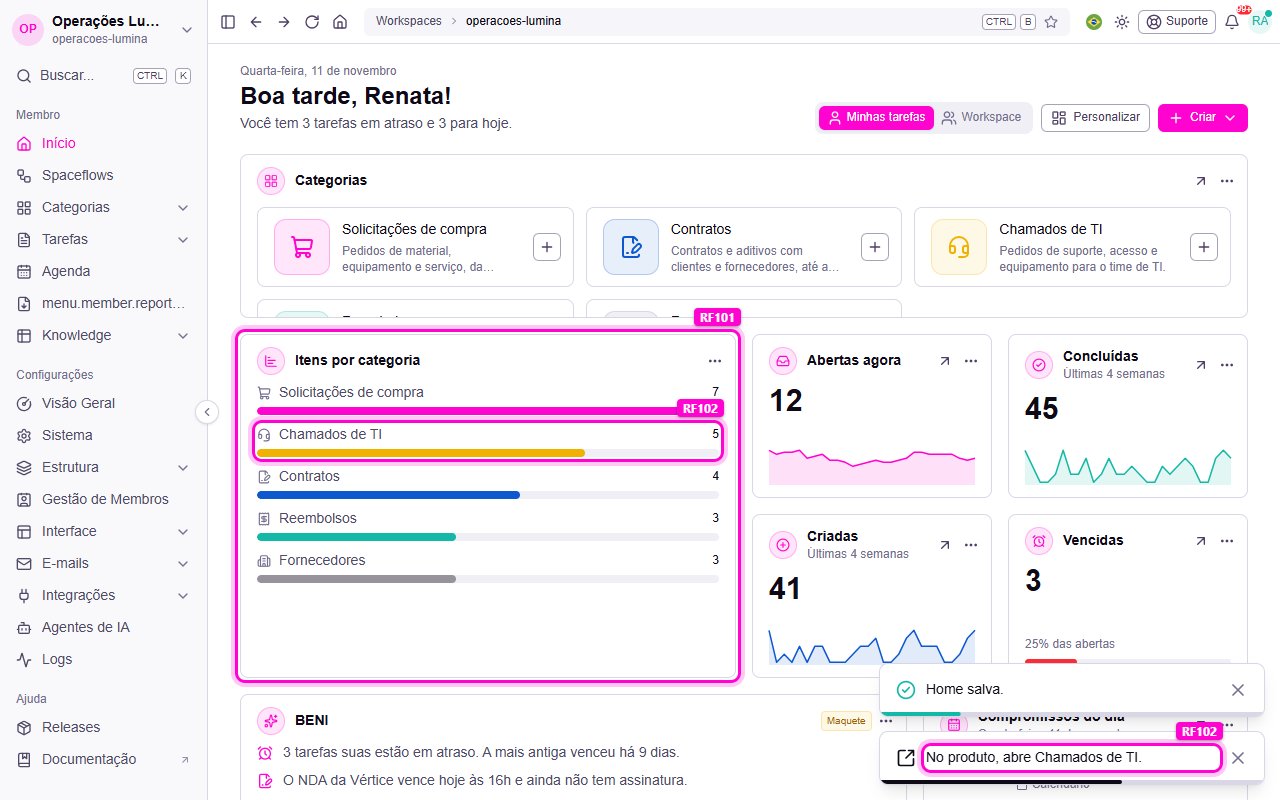 OP
Operações Lu...
operacoes-lumina
Buscar...
CTRL K
Membro
Início
Spaceflows
Categorias
Tarefas
Agenda
menu.member.report...
Knowledge
Configurações
Visão Geral
Sistema
Estrutura
Gestão de Membros
Interface
E-mails
Integrações
Agentes de IA
Logs
Ajuda
Releases
Documentação
Workspaces > operacoes-lumina
CTRL B
Suporte
99+
RA
Quarta-feira, 11 de novembro
Boa tarde, Renata!
Você tem 3 tarefas em atraso e 3 para hoje.
Minhas tarefas
Workspace
Personalizar
Criar
Categorias
Solicitações de compra
Pedidos de material,
equipamento e serviço, da...
Contratos
Contratos e aditivos com
clientes e fornecedores, até a...
Chamados de TI
Pedidos de suporte, acesso e
equipamento para o time de TI.
RF101
Itens por categoria
Solicitações de compra 7
RF102
Chamados de TI 5
Contratos 4
Reembolsos 3
Fornecedores 3
Abertas agora
12
Concluídas
Últimas 4 semanas
45
Criadas
Últimas 4 semanas
41
Vencidas
3
25% das abertas
BENI
Maquete
3 tarefas suas estão em atraso. A mais antiga venceu há 9 dias.
O NDA da Vértice vence hoje às 16h e ainda não tem assinatura.
Home salva.
Compromissos do dia
RF102
No produto, abre Chamados de TI.
Calendário